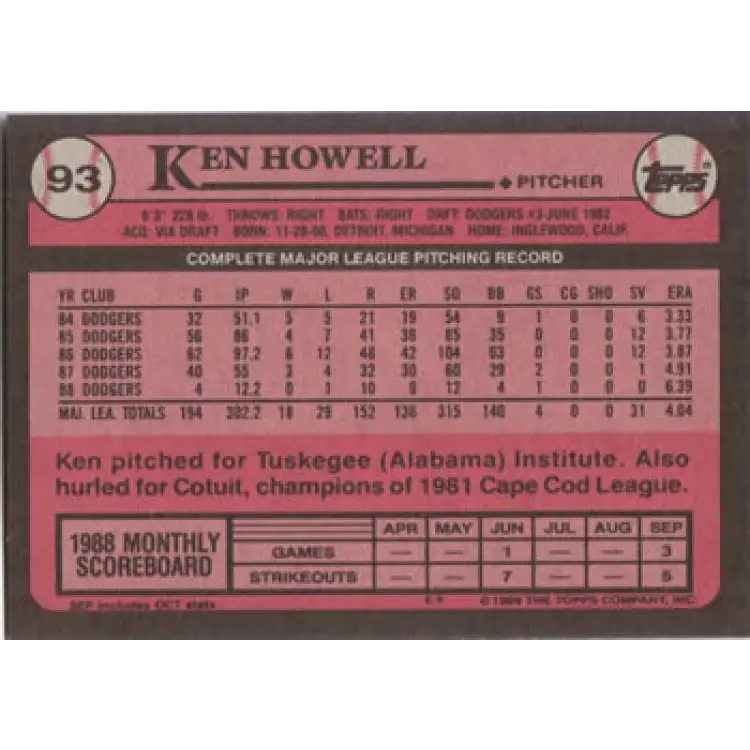 93
KEN HOWELL
PITCHER
TOPPS®
6'3" 228 lb. THROWS: RIGHT BATS: RIGHT DRAFT: DODGERS #3-JUNE 1982
ACQ: VIA DRAFT BORN: 11-28-60, DETROIT, MICHIGAN HOME: INGLEWOOD, CALIF.
COMPLETE MAJOR LEAGUE PITCHING RECORD
YR CLUB G IP W L R ER SO BB GS CG SHO SV ERA
84 DODGERS 32 51.1 5 5 21 19 54 9 1 0 0 6 3.33
85 DODGERS 56 86 4 7 41 36 85 35 0 0 0 12 3.77
86 DODGERS 62 97.2 6 12 48 42 104 63 0 0 0 12 3.87
87 DODGERS 40 55 3 4 32 30 60 29 2 0 0 1 4.91
88 DODGERS 4 12.2 0 1 10 9 12 4 1 0 0 0 6.39
MAJ. LEA. TOTALS 194 302.2 18 29 152 136 315 140 4 0 0 31 4.04
Ken pitched for Tuskegee (Alabama) Institute. Also
hurled for Cotuit, champions of 1981 Cape Cod League.
1988 MONTHLY
SCOREBOARD
APR MAY JUN JUL AUG SEP
GAMES — — 1 — — 3
STRIKEOUTS — — 7 — — 5
SEP includes OCT stats
© 1989 THE TOPPS COMPANY, INC.